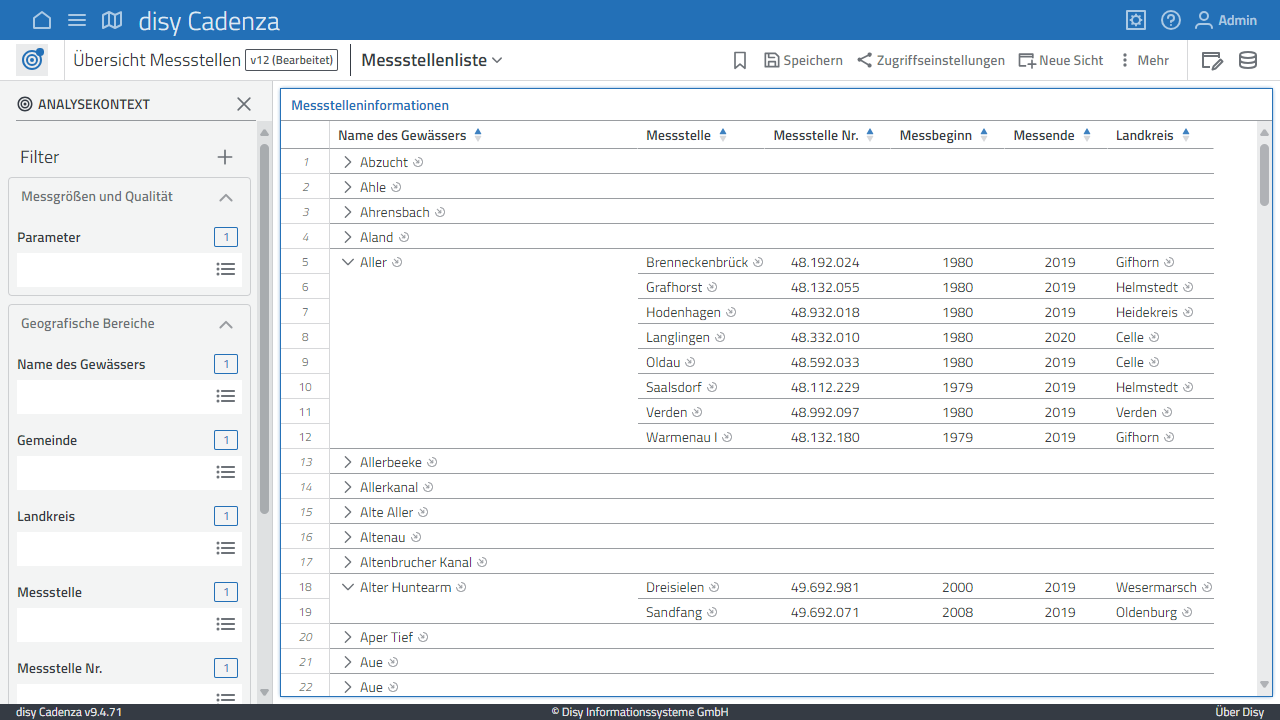 disy Cadenza
Admin
Übersicht Messstellen v12 (Bearbeitet) Messstellenliste
Speichern Zugriffseinstellungen Neue Sicht Mehr
ANALYSEKONTEXT
Filter
Messgrößen und Qualität
Parameter 1
Geografische Bereiche
Name des Gewässers 1
Gemeinde 1
Landkreis 1
Messstelle 1
Messstelle Nr. 1
Messstelleninformationen
Name des Gewässers Messstelle Messstelle Nr. Messbeginn Messende Landkreis
1 Abzucht
2 Ahle
3 Ahrensbach
4 Aland
5 Aller Brenneckenbrück 48.192.024 1980 2019 Gifhorn
6 Grafhorst 48.132.055 1980 2019 Helmstedt
7 Hodenhagen 48.932.018 1980 2019 Heidekreis
8 Langlingen 48.332.010 1980 2020 Celle
9 Oldau 48.592.033 1980 2019 Celle
10 Saalsdorf 48.112.229 1979 2019 Helmstedt
11 Verden 48.992.097 1980 2019 Verden
12 Warmenau I 48.132.180 1979 2019 Gifhorn
13 Allerbeeke
14 Allerkanal
15 Alte Aller
16 Altenau
17 Altenbrucher Kanal
18 Alter Huntearm Dreisielen 49.692.981 2000 2019 Wesermarsch
19 Sandfang 49.692.071 2008 2019 Oldenburg
20 Aper Tief
21 Aue
22 Aue
disy Cadenza v9.4.71
© Disy Informationssysteme GmbH
Über Disy